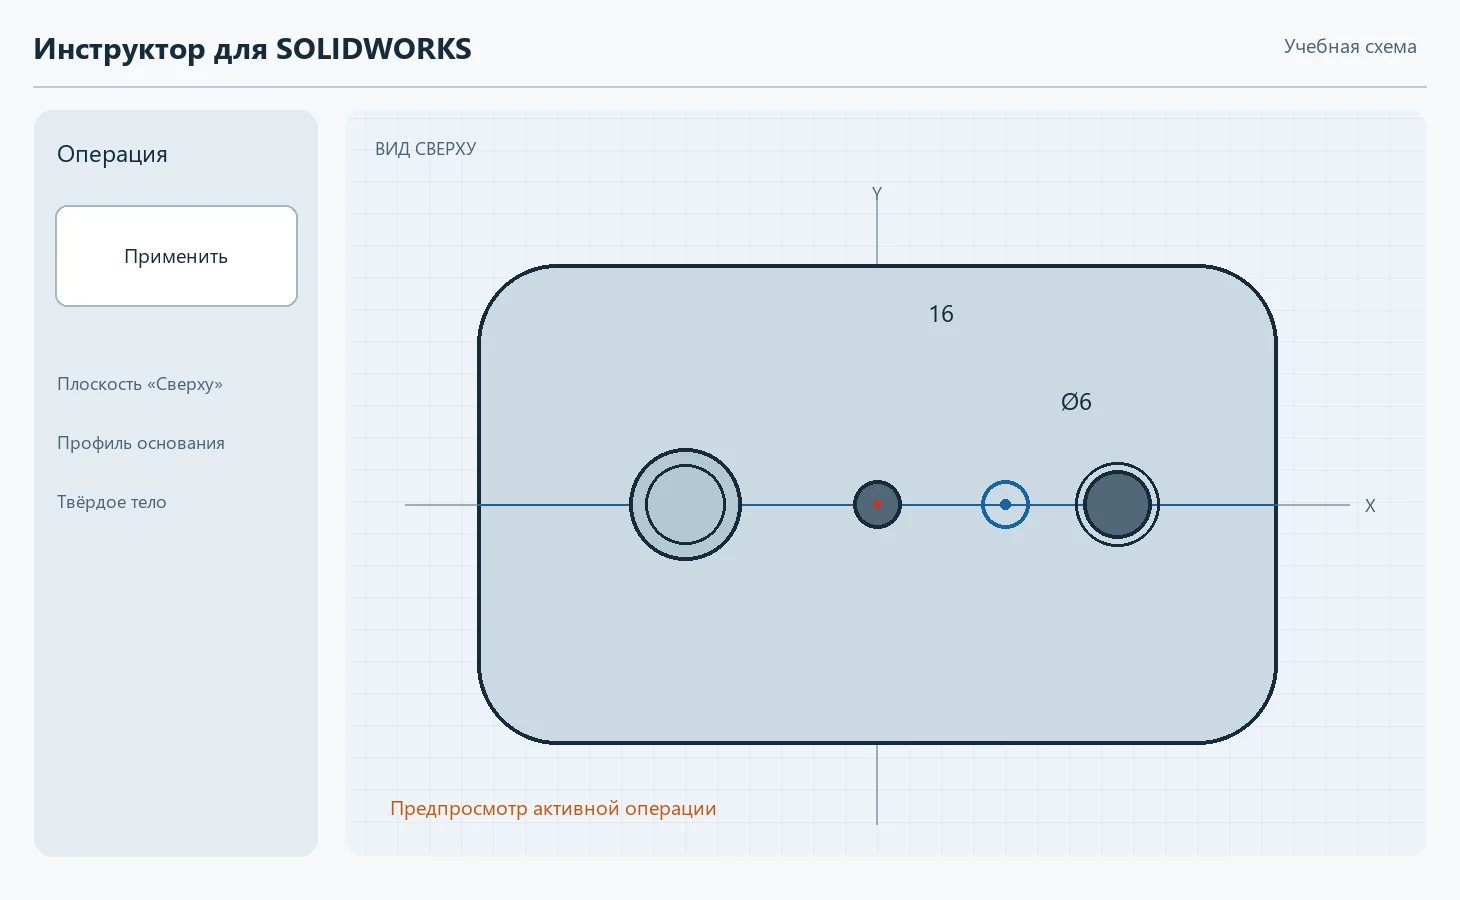 Инструктор для SOLIDWORKS
Учебная схема
Операция
Применить
Плоскость «Сверху»
Профиль основания
Твёрдое тело
ВИД СВЕРХУ
Y
16
Ø6
X
Предпросмотр активной операции